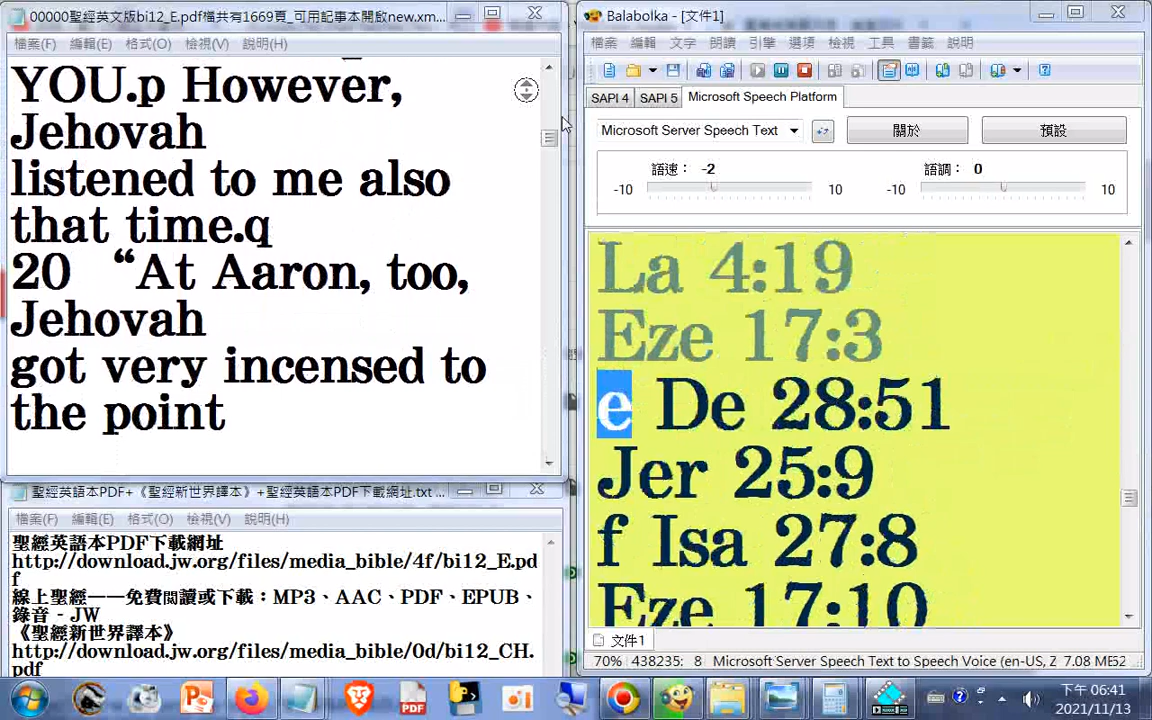 00000聖經英文版bi12_E.pdf檔共有1669頁_可用記事本開啟new.xm...
檔案(F) 編輯(E) 格式(O) 檢視(V) 說明(H)
YOU.p However,
Jehovah
listened to me also
that time.q
20 “At Aaron, too,
Jehovah
got very incensed to
the point
聖經英語本PDF+《聖經新世界譯本》+聖經英語本PDF下載網址.txt ...
檔案(F) 編輯(E) 格式(O) 檢視(V) 說明(H)
聖經英語本PDF下載網址
http://download.jw.org/files/media_bible/4f/bi12_E.pd
f
線上聖經——免費閱讀或下載：MP3、AAC、PDF、EPUB、
錄音 - JW
《聖經新世界譯本》
http://download.jw.org/files/media_bible/0d/bi12_CH.
pdf
Balabolka - [文件1]
檔案 編輯 文字 朗讀 引擎 選項 檢視 工具 書籤 說明
SAPI 4 SAPI 5 Microsoft Speech Platform
Microsoft Server Speech Text 關於 預設
語速： -2 語調： 0
-10 10 -10 10
La 4:19
Eze 17:3
e De 28:51
Jer 25:9
f Isa 27:8
Eze 17:10
文件1
70% 438235: 8 Microsoft Server Speech Text to Speech Voice (en-US, Z 7.08 ME52
下午 06:41
2021/11/13